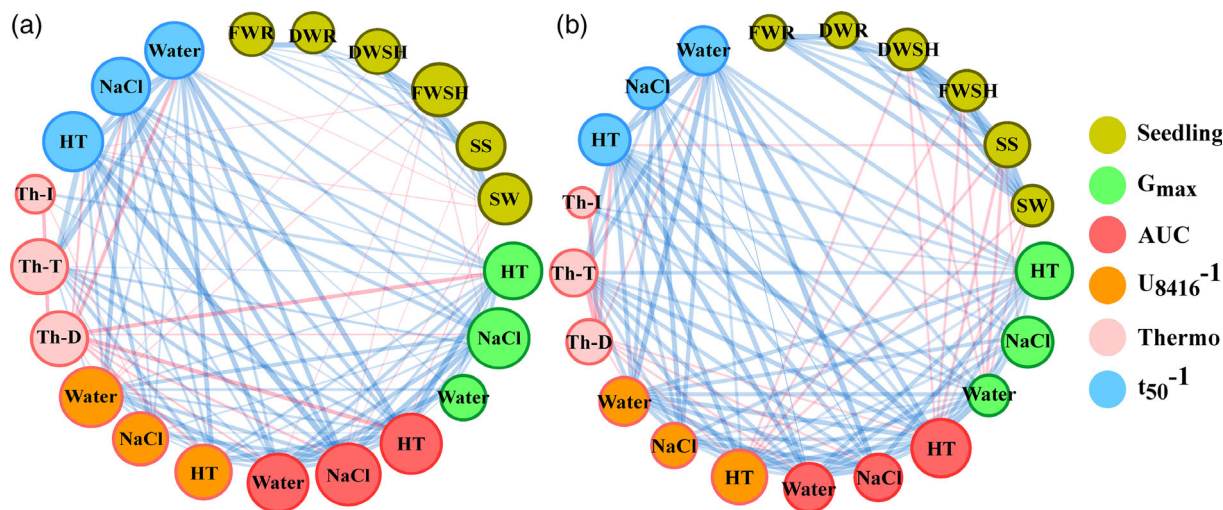 (a)
Water
FWR
DWR
DWSH
FWSH
SS
SW
HT
NaCl
Water
HT
NaCl
Water
HT
NaCl
Water
Th-D
Th-T
Th-I
HT
NaCl
(b)
Water
FWR
DWR
DWSH
FWSH
SS
SW
HT
NaCl
Water
HT
NaCl
Water
HT
NaCl
Water
Th-D
Th-T
Th-I
HT
NaCl
Seedling
Gmax
AUC
U8416⁻¹
Thermo
t50⁻¹